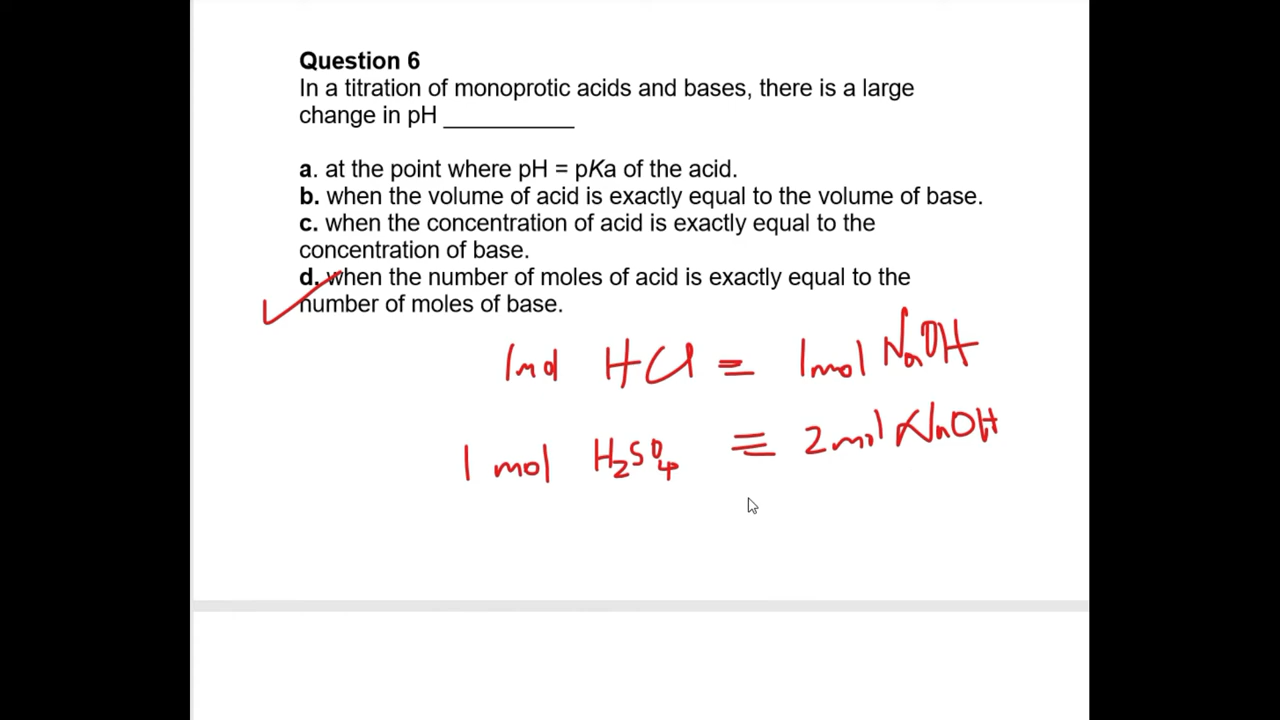 Question 6
In a titration of monoprotic acids and bases, there is a large
change in pH __________
a. at the point where pH = pKa of the acid.
b. when the volume of acid is exactly equal to the volume of base.
c. when the concentration of acid is exactly equal to the
concentration of base.
d. when the number of moles of acid is exactly equal to the
number of moles of base.
1mol HCl = 1mol NaOH
1 mol H₂SO₄ ≡ 2mol NaOH